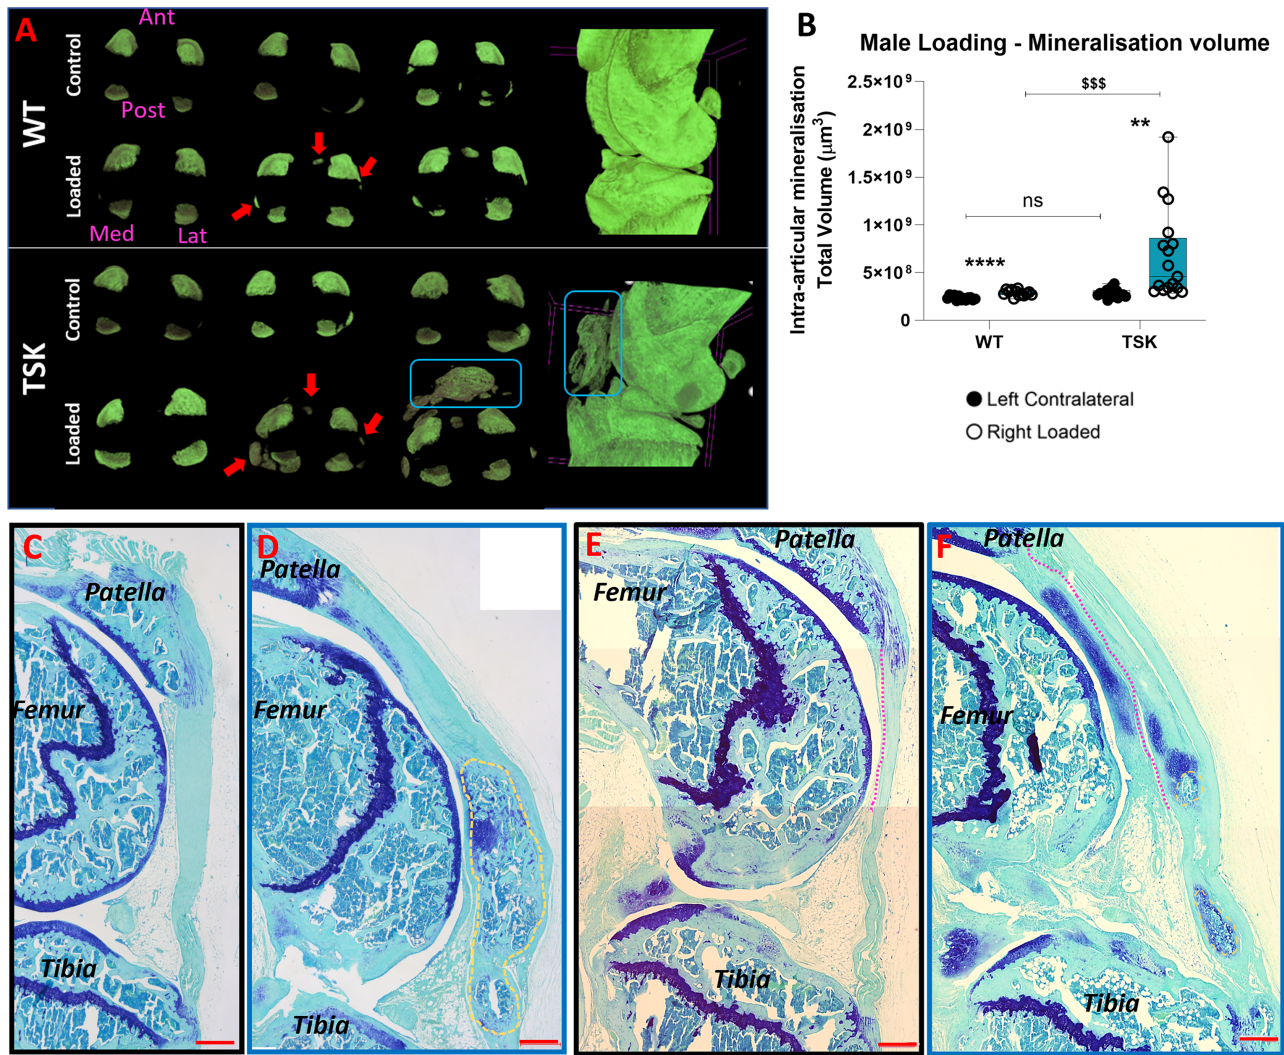 A
Ant
Control
Post
WT
Loaded
Med
Lat
Control
TSK
Loaded
B
Male Loading - Mineralisation volume
Intra-articular mineralisation
Total Volume (µm³)
2.5×10⁹
2×10⁹
1.5×10⁹
1×10⁹
5×10⁸
0
$$$
**
ns
****
WT
TSK
Left Contralateral
Right Loaded
C
Patella
Femur
Tibia
D
Patella
Femur
Tibia
E
Patella
Femur
Tibia
F
Patella
Femur
Tibia